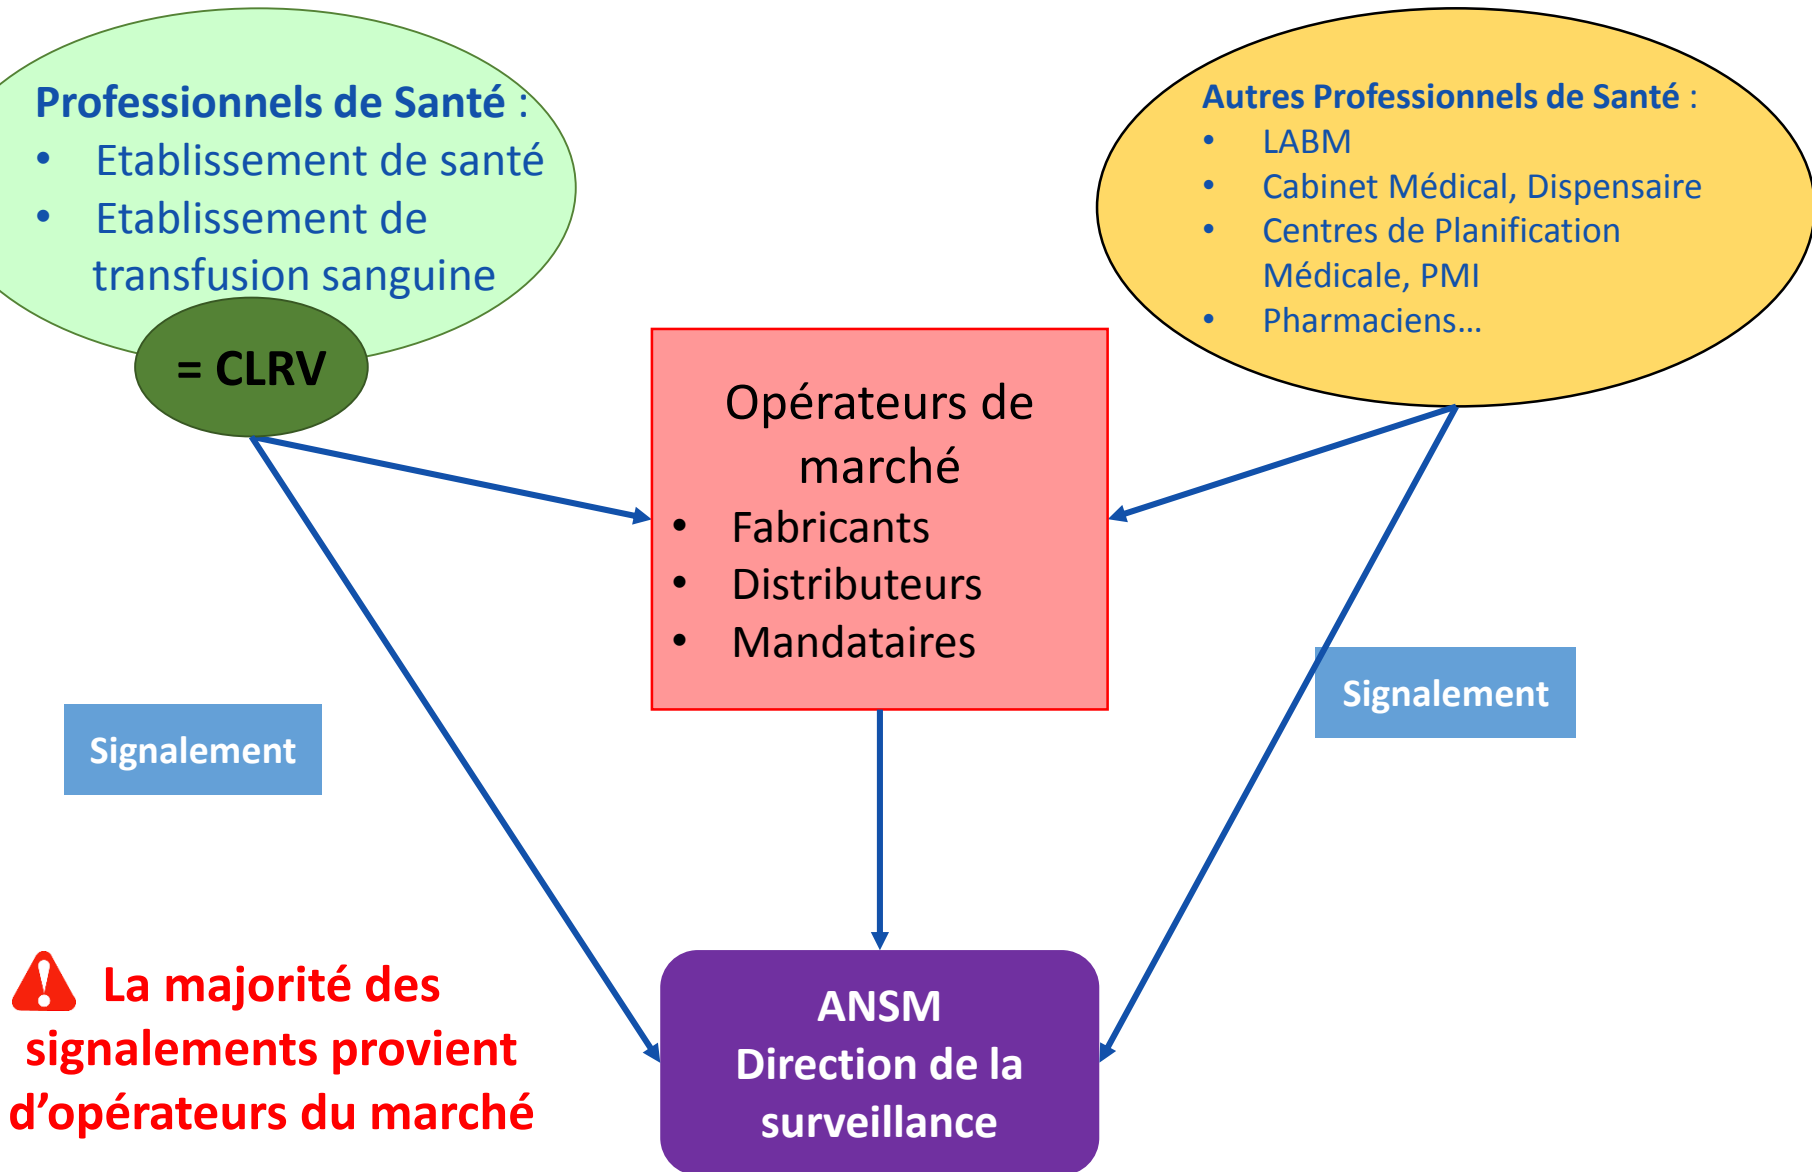 Professionnels de Santé :
• Etablissement de santé
• Etablissement de
transfusion sanguine
= CLRV
Autres Professionnels de Santé :
• LABM
• Cabinet Médical, Dispensaire
• Centres de Planification
Médicale, PMI
• Pharmaciens…
Opérateurs de
marché
• Fabricants
• Distributeurs
• Mandataires
Signalement
Signalement
La majorité des
signalements provient
d’opérateurs du marché
ANSM
Direction de la
surveillance